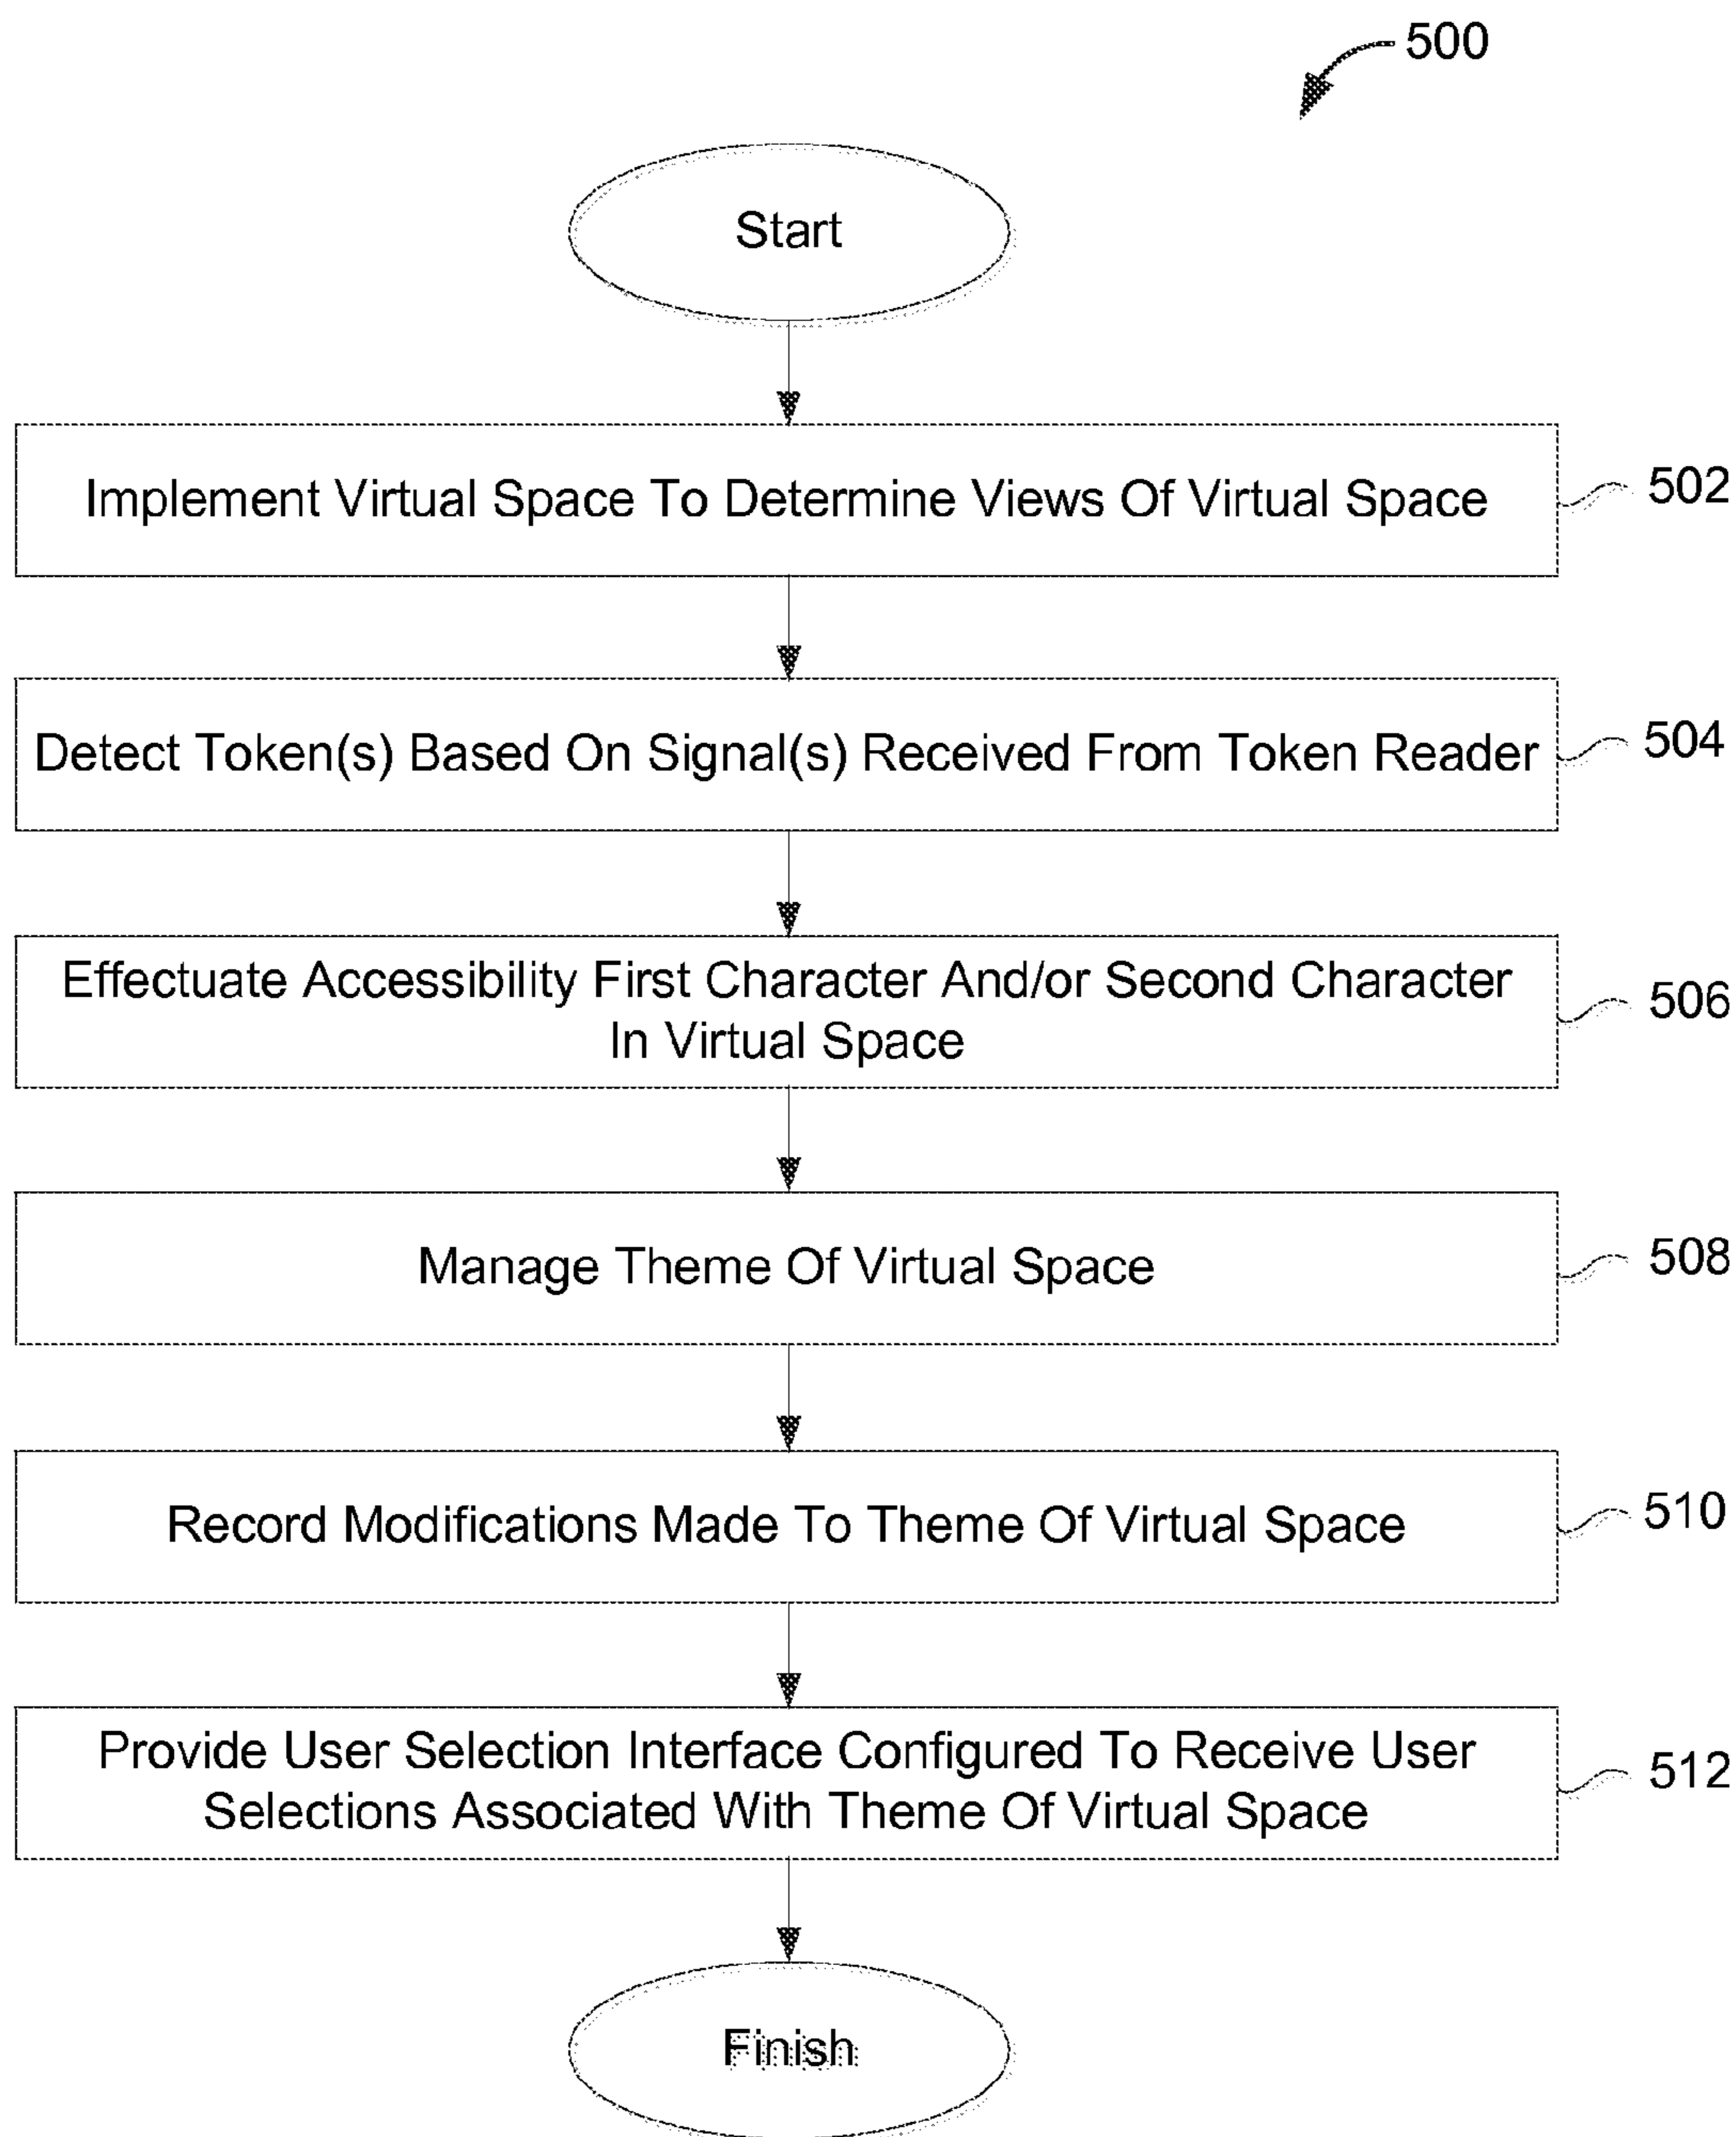 500
Start
Implement Virtual Space To Determine Views Of Virtual Space
502
Detect Token(s) Based On Signal(s) Received From Token Reader
504
Effectuate Accessibility First Character And/or Second Character
In Virtual Space
506
Manage Theme Of Virtual Space
508
Record Modifications Made To Theme Of Virtual Space
510
Provide User Selection Interface Configured To Receive User
Selections Associated With Theme Of Virtual Space
512
Finish